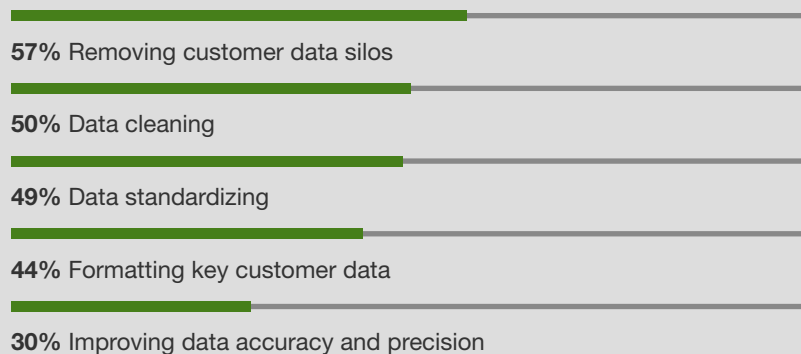 57% Removing customer data silos
50% Data cleaning
49% Data standardizing
44% Formatting key customer data
30% Improving data accuracy and precision